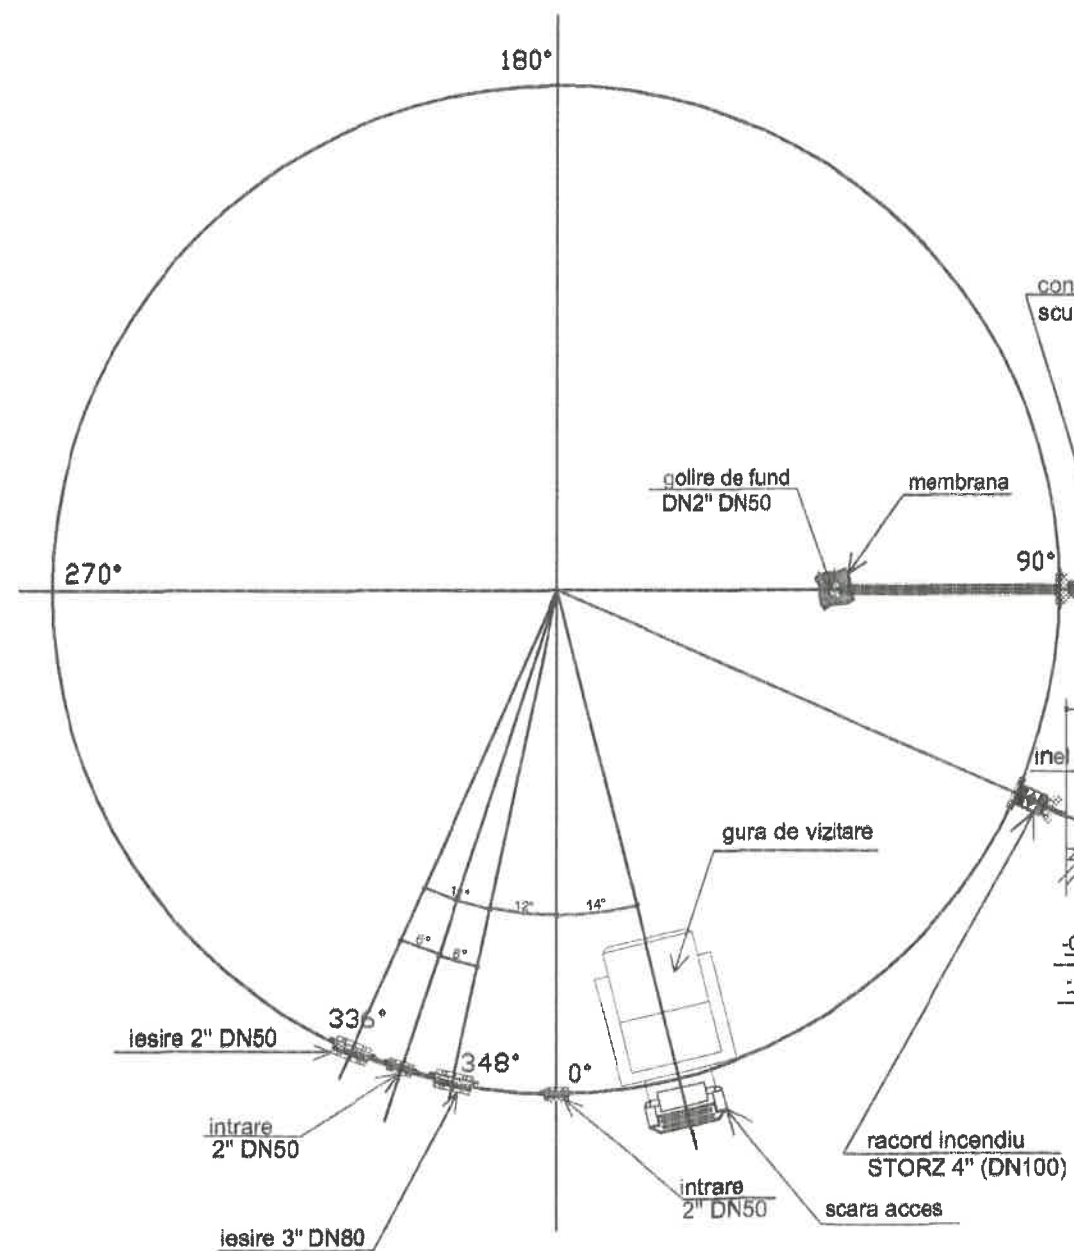 180°
con
scu
golire de fund
DN2" DN50
membrana
270°
90°
inel
gura de vizitare
12°
14°
6°
6°
336°
iesire 2" DN50
348°
0°
intrare
2" DN50
racord incendiu
STORZ 4" (DN100)
intrare
2" DN50
scara acces
iesire 3" DN80